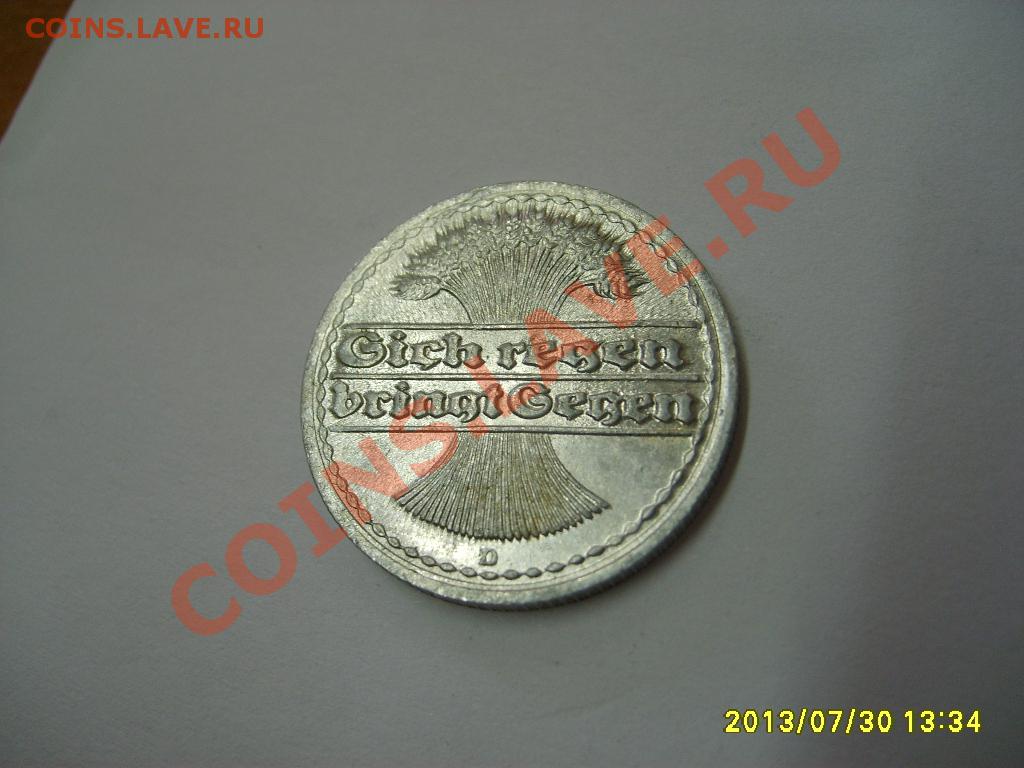 COINS.LAVE.RU
COINS.LAVE.RU
Sich regen
bringt Segen
D
2013/07/30 13:34